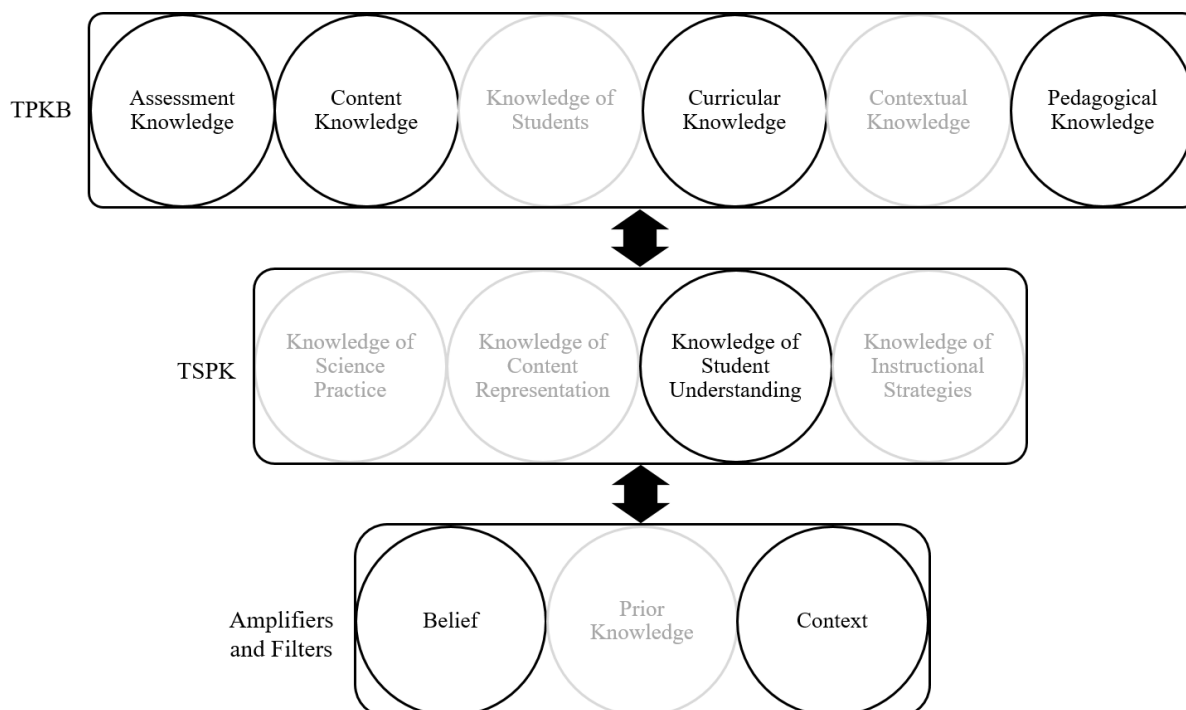 TPKB
Assessment
Knowledge
Content
Knowledge
Knowledge of
Students
Curricular
Knowledge
Contextual
Knowledge
Pedagogical
Knowledge
TSPK
Knowledge of
Science
Practice
Knowledge of
Content
Representation
Knowledge of
Student
Understanding
Knowledge of
Instructional
Strategies
Amplifiers
and Filters
Belief
Prior
Knowledge
Context